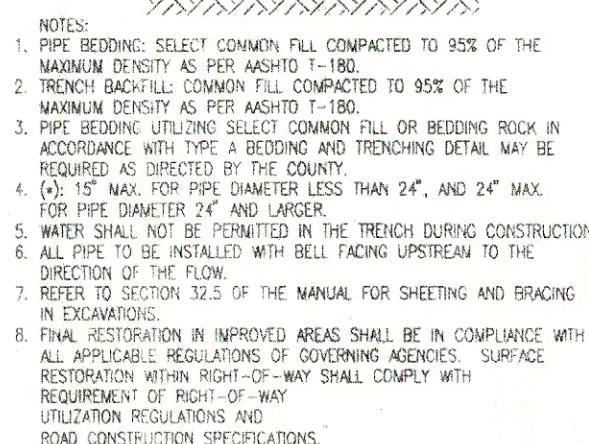 NOTES:
1. PIPE BEDDING: SELECT COMMON FILL COMPACTED TO 95% OF THE
MAXIMUM DENSITY AS PER AASHTO T-180.
2. TRENCH BACKFILL: COMMON FILL COMPACTED TO 95% OF THE
MAXIMUM DENSITY AS PER AASHTO T-180.
3. PIPE BEDDING UTILIZING SELECT COMMON FILL OR BEDDING ROCK IN
ACCORDANCE WITH TYPE A BEDDING AND TRENCHING DETAIL MAY BE
REQUIRED AS DIRECTED BY THE COUNTY.
4. (*): 15" MAX. FOR PIPE DIAMETER LESS THAN 24", AND 24" MAX.
FOR PIPE DIAMETER 24" AND LARGER.
5. WATER SHALL NOT BE PERMITTED IN THE TRENCH DURING CONSTRUCTION
6. ALL PIPE TO BE INSTALLED WITH BELL FACING UPSTREAM TO THE
DIRECTION OF THE FLOW.
7. REFER TO SECTION 32.5 OF THE MANUAL FOR SHEETING AND BRACING
IN EXCAVATIONS.
8. FINAL RESTORATION IN IMPROVED AREAS SHALL BE IN COMPLIANCE WITH
ALL APPLICABLE REGULATIONS OF GOVERNING AGENCIES. SURFACE
RESTORATION WITHIN RIGHT-OF-WAY SHALL COMPLY WITH
REQUIREMENT OF RIGHT-OF-WAY
UTILIZATION REGULATIONS AND
ROAD CONSTRUCTION SPECIFICATIONS.